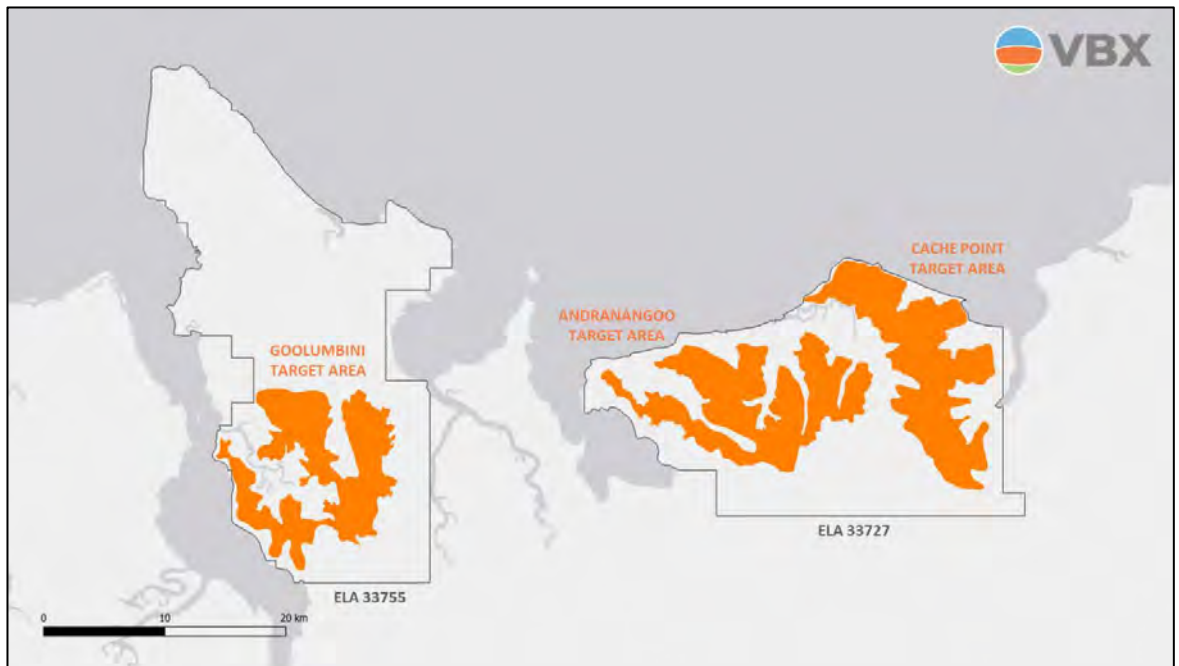 VBX
CACHE POINT
TARGET AREA
ANDRANANGOO
TARGET AREA
GOOLUMBINI
TARGET AREA
ELA 33727
ELA 33755
0 10 20 km